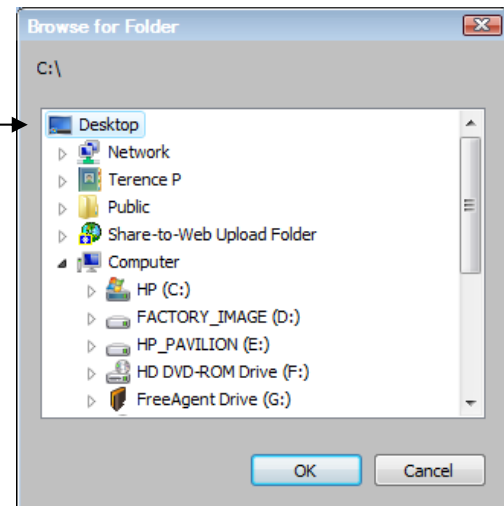 Browse for Folder
C:\
Desktop
Network
Terence P
Public
Share-to-Web Upload Folder
Computer
HP (C:)
FACTORY_IMAGE (D:)
HP_PAVILION (E:)
HD DVD-ROM Drive (F:)
FreeAgent Drive (G:)
OK Cancel